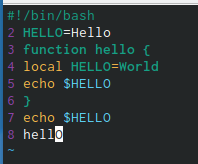 #!/bin/bash
2 HELLO=Hello
3 function hello {
4 local HELLO=World
5 echo $HELLO
6 }
7 echo $HELLO
8 hello
~